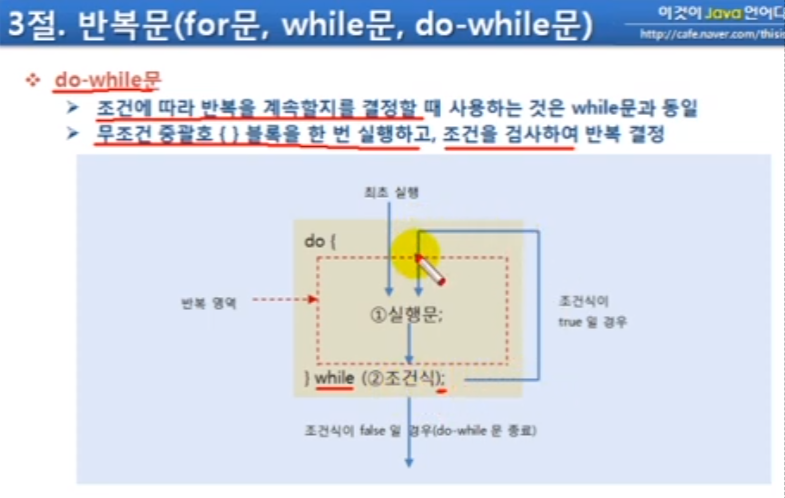 3절. 반복문(for문, while문, do-while문)
이것이 Java 언어다
http://cafe.naver.com/thisis
do-while문
조건에 따라 반복을 계속할지를 결정할 때 사용하는 것은 while문과 동일
무조건 중괄호 { } 블록을 한 번 실행하고, 조건을 검사하여 반복 결정
최초 실행
do {
반복 영역
①실행문;
조건식이
true 일 경우
} while (②조건식);
조건식이 false 일 경우(do-while 문 종료)